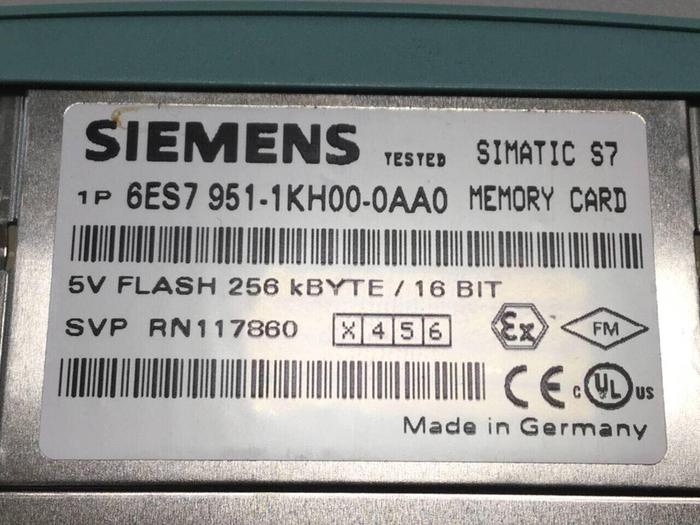 SIEMENS TESTED SIMATIC S7
1P 6ES7 951-1KH00-0AA0 MEMORY CARD
5V FLASH 256 kBYTE / 16 BIT
SVP RN117860 X 4 5 6 Ex FM
CE c UL us
Made in Germany